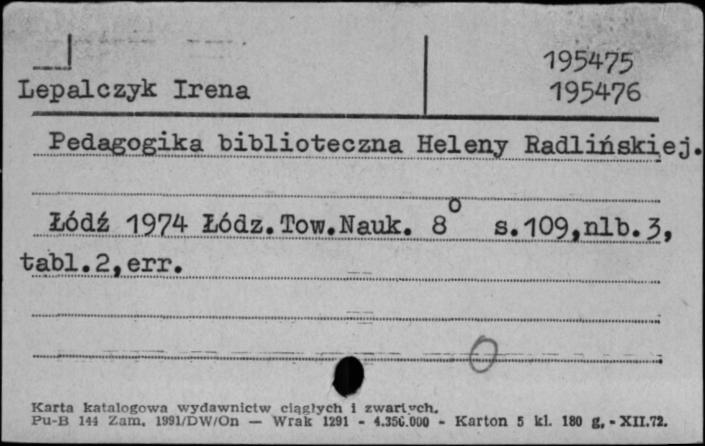 195475
Lepalczyk Irena 195476
Pedagogika biblioteczna Heleny Radlińskiej.
Łódź 1974 Łódz.Tow.Nauk. 8° s.109,nlb.3,
tabl.2,err.
Karta katalogowa wydawnictw ciągłych i zwartych.
Pu-B 144 Zam. 1991/DW/On — Wrak 1291 - 4.350.000 - Karton 5 kl. 180 g. - XII.72.